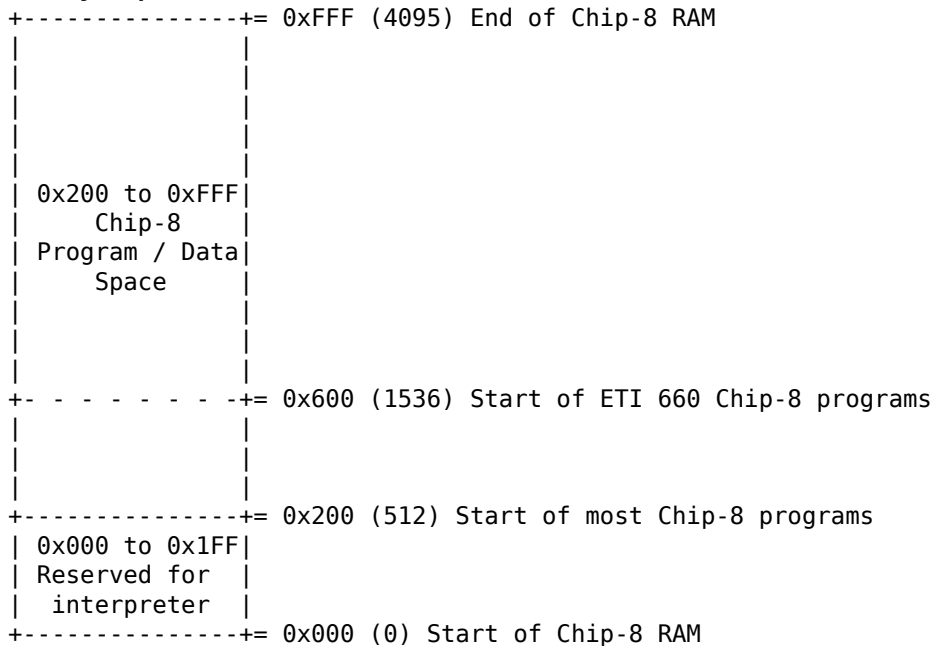 +---------------+= 0xFFF (4095) End of Chip-8 RAM
|               |
|               |
|               |
|               |
|               |
| 0x200 to 0xFFF|
|     Chip-8    |
| Program / Data|
|     Space     |
|               |
|               |
|               |
+- - - - - - - -+= 0x600 (1536) Start of ETI 660 Chip-8 programs
|               |
|               |
|               |
+---------------+= 0x200 (512) Start of most Chip-8 programs
| 0x000 to 0x1FF|
| Reserved for  |
|  interpreter  |
+---------------+= 0x000 (0) Start of Chip-8 RAM